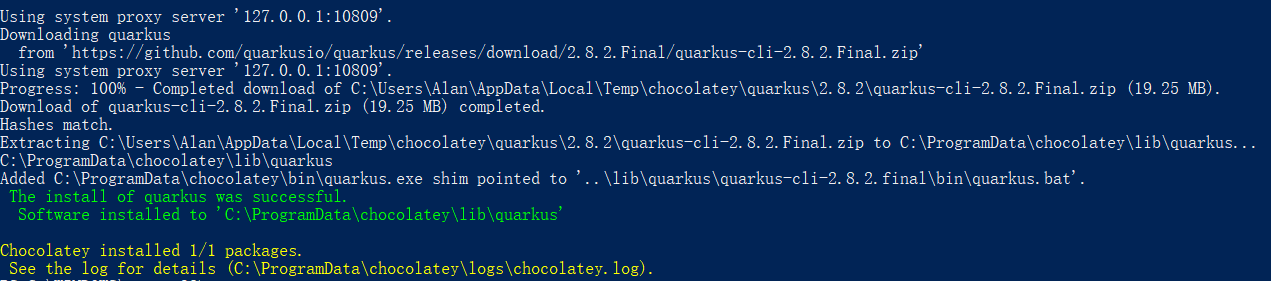 Using system proxy server '127.0.0.1:10809'.
Downloading quarkus
from 'https://github.com/quarkusio/quarkus/releases/download/2.8.2.Final/quarkus-cli-2.8.2.Final.zip'
Using system proxy server '127.0.0.1:10809'.
Progress: 100% - Completed download of C:\Users\Alan\AppData\Local\Temp\chocolatey\quarkus\2.8.2\quarkus-cli-2.8.2.Final.zip (19.25 MB).
Download of quarkus-cli-2.8.2.Final.zip (19.25 MB) completed.
Hashes match.
Extracting C:\Users\Alan\AppData\Local\Temp\chocolatey\quarkus\2.8.2\quarkus-cli-2.8.2.Final.zip to C:\ProgramData\chocolatey\lib\quarkus...
C:\ProgramData\chocolatey\lib\quarkus
Added C:\ProgramData\chocolatey\bin\quarkus.exe shim pointed to '..\lib\quarkus\quarkus-cli-2.8.2.final\bin\quarkus.bat'.
The install of quarkus was successful.
Software installed to 'C:\ProgramData\chocolatey\lib\quarkus'
Chocolatey installed 1/1 packages.
See the log for details (C:\ProgramData\chocolatey\logs\chocolatey.log).